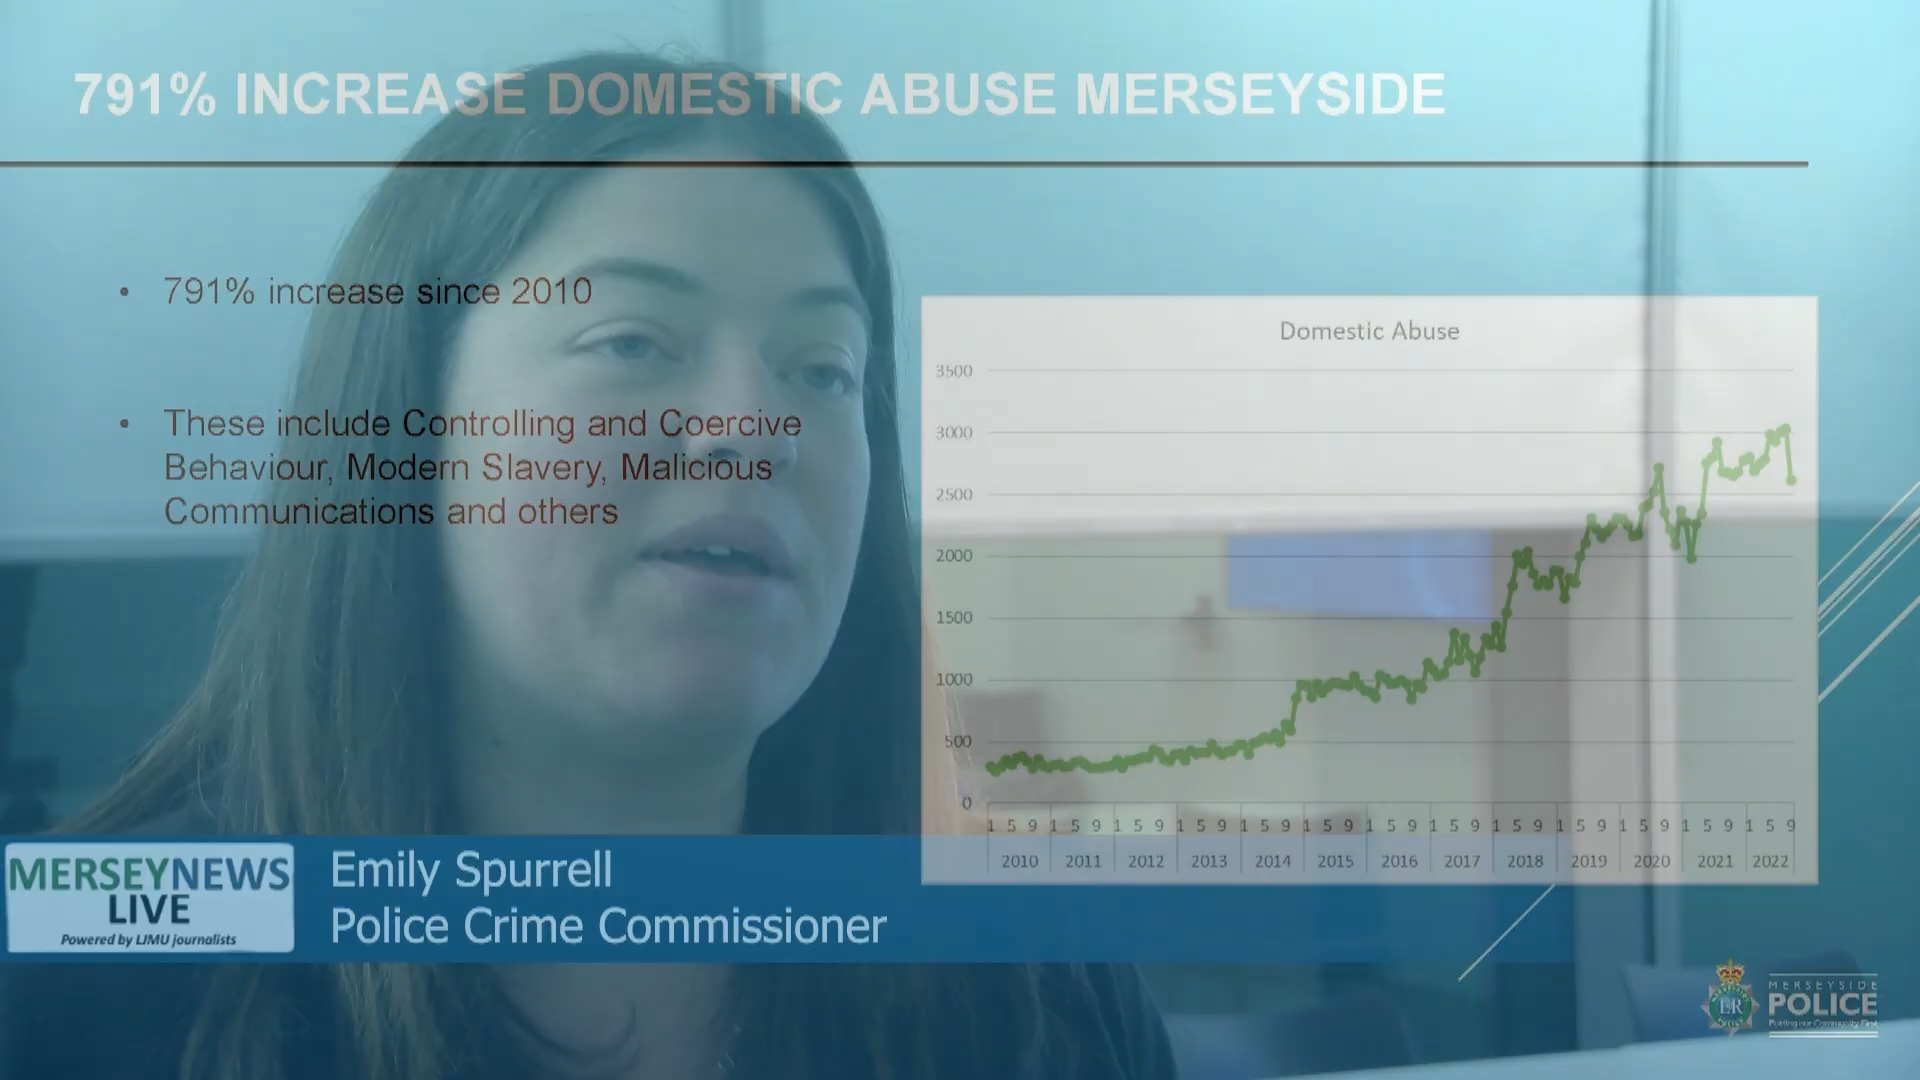 791% INCREASE DOMESTIC ABUSE MERSEYSIDE
• 791% increase since 2010
• These include Controlling and Coercive
Behaviour, Modern Slavery, Malicious
Communications and others
Domestic Abuse
3500
3000
2500
2000
1500
1000
500
0
1 5 9 1 5 9 1 5 9 1 5 9 1 5 9 1 5 9 1 5 9 1 5 9 1 5 9 1 5 9 1 5 9 1 5 9 1 5 9
2010 2011 2012 2013 2014 2015 2016 2017 2018 2019 2020 2021 2022
MERSEYNEWS
LIVE
Powered by LJMU journalists
Emily Spurrell
Police Crime Commissioner
MERSEYSIDE
POLICE
Putting our Community First